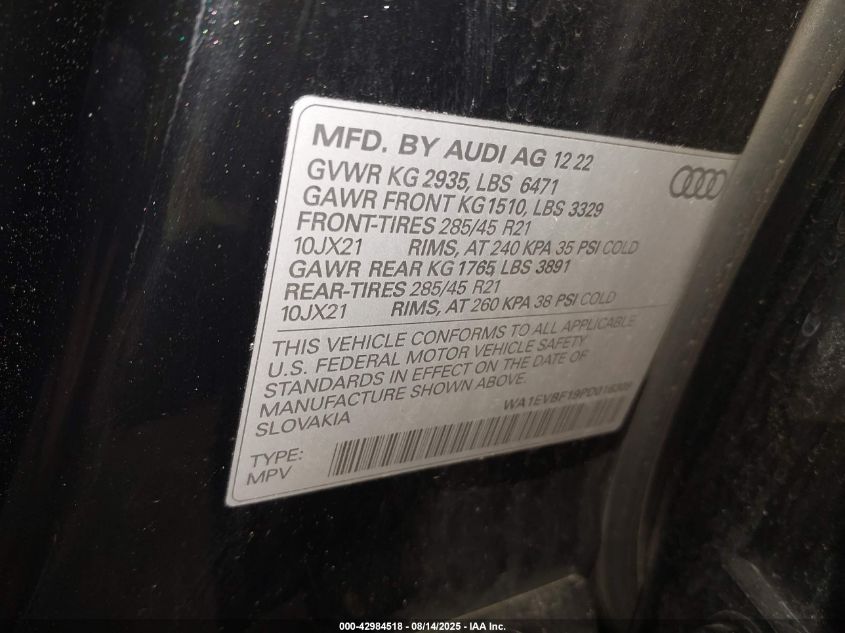 MFD. BY AUDI AG 12 22
GVWR KG 2935, LBS 6471
GAWR FRONT KG 1510, LBS 3329
FRONT-TIRES 285/45 R21
10JX21 RIMS, AT 240 KPA 35 PSI COLD
GAWR REAR KG 1765, LBS 3891
REAR-TIRES 285/45 R21
10JX21 RIMS, AT 260 KPA 38 PSI COLD
THIS VEHICLE CONFORMS TO ALL APPLICABLE
U.S. FEDERAL MOTOR VEHICLE SAFETY
STANDARDS IN EFFECT ON THE DATE OF
MANUFACTURE SHOWN ABOVE.
SLOVAKIA
TYPE:
MPV
000-42984518 - 08/14/2025 - IAA Inc.